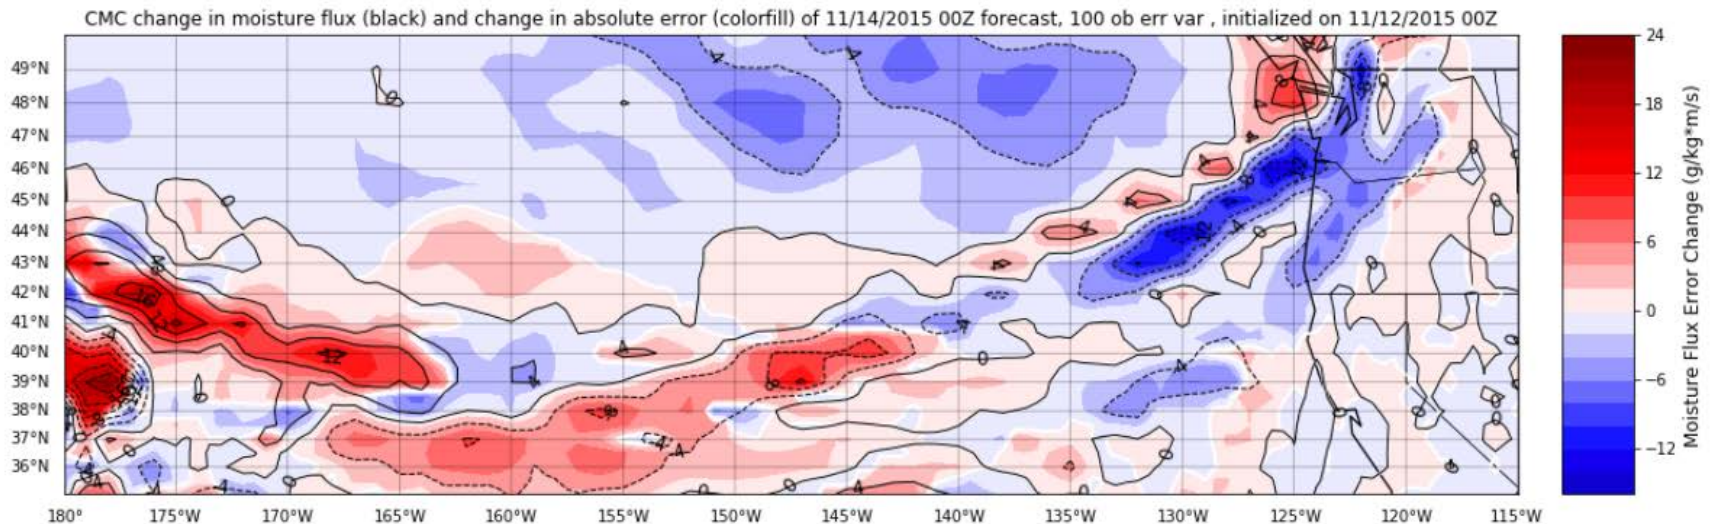 CMC change in moisture flux (black) and change in absolute error (colorfill) of 11/14/2015 00Z forecast, 100 ob err var , initialized on 11/12/2015 00Z
49°N
48°N
47°N
46°N
45°N
44°N
43°N
42°N
41°N
40°N
39°N
38°N
37°N
36°N
180° 175°W 170°W 165°W 160°W 155°W 150°W 145°W 140°W 135°W 130°W 125°W 120°W 115°W
24
18
12
6
0
−6
−12
Moisture Flux Error Change (g/kg*m/s)